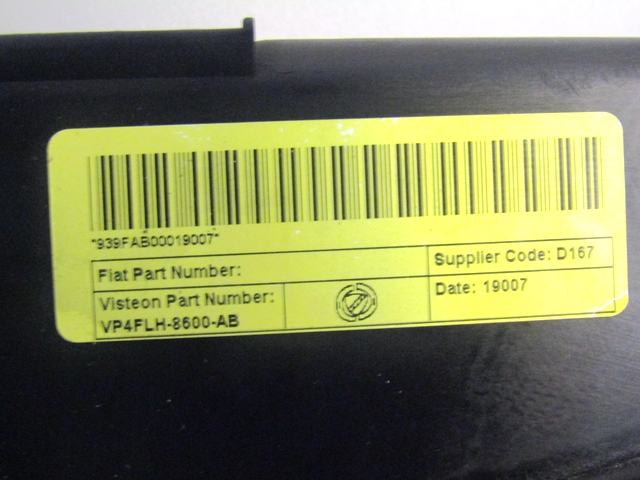 *939FAB00019007*
Fiat Part Number:
Supplier Code: D167
Visteon Part Number:
VP4FLH-8600-AB
Date: 19007